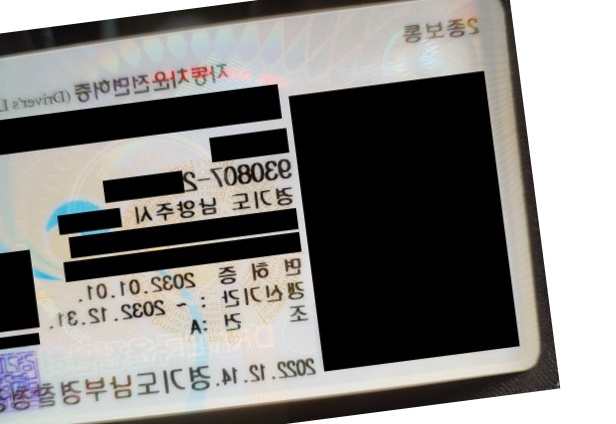 2종보통
자동차운전면허증 (Driver's L
930807-2
경기도 남양주시
면 허 증 2032.01.01.
갱신기간 : ~ 2032.12.31.
조 건 : A
2022.12.14. 경기도남부경찰청장